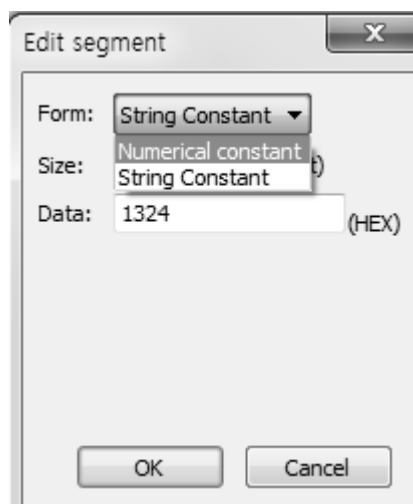 Edit segment
Form: String Constant
Numerical constant
Size: t)
String Constant
Data: 1324 (HEX)
OK Cancel